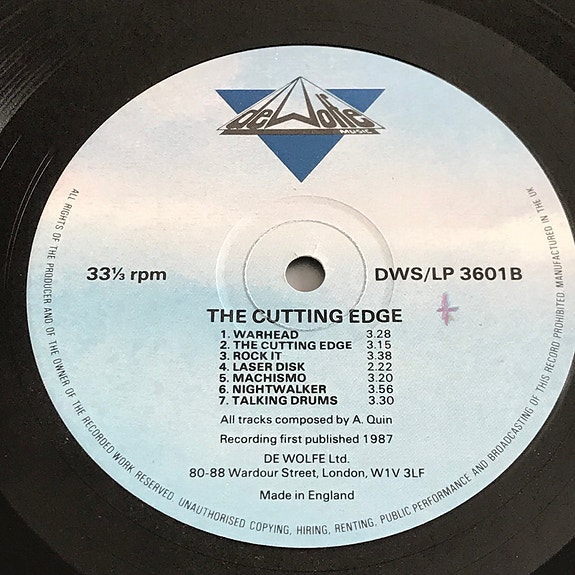 De Wolfe
MUSIC
33⅓ rpm
DWS/LP 3601B
THE CUTTING EDGE
1. WARHEAD 3.28
2. THE CUTTING EDGE 3.15
3. ROCK IT 3.38
4. LASER DISK 2.22
5. MACHISMO 3.20
6. NIGHTWALKER 3.56
7. TALKING DRUMS 3.30
All tracks composed by A. Quin
Recording first published 1987
DE WOLFE Ltd.
80-88 Wardour Street, London, W1V 3LF
Made in England
ALL RIGHTS OF THE PRODUCER AND OF THE OWNER OF THE RECORDED WORK RESERVED. UNAUTHORISED COPYING, HIRING, RENTING, PUBLIC PERFORMANCE AND BROADCASTING OF THIS RECORD PROHIBITED. MANUFACTURED IN THE UK